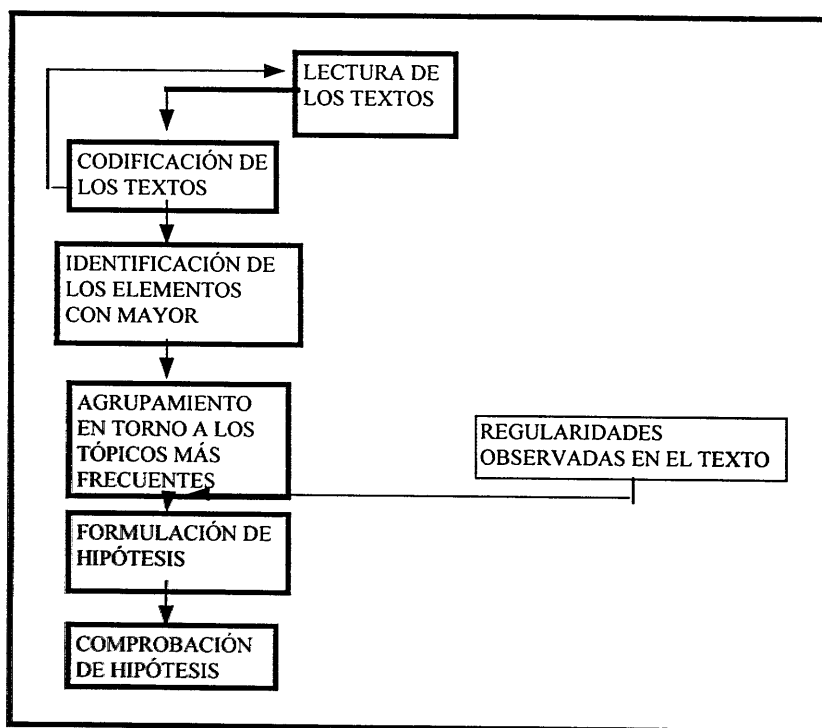 LECTURA DE
LOS TEXTOS
CODIFICACIÓN DE
LOS TEXTOS
IDENTIFICACIÓN DE
LOS ELEMENTOS
CON MAYOR
AGRUPAMIENTO
EN TORNO A LOS
TÓPICOS MÁS
FRECUENTES
REGULARIDADES
OBSERVADAS EN EL TEXTO
FORMULACIÓN DE
HIPÓTESIS
COMPROBACIÓN
DE HIPÓTESIS